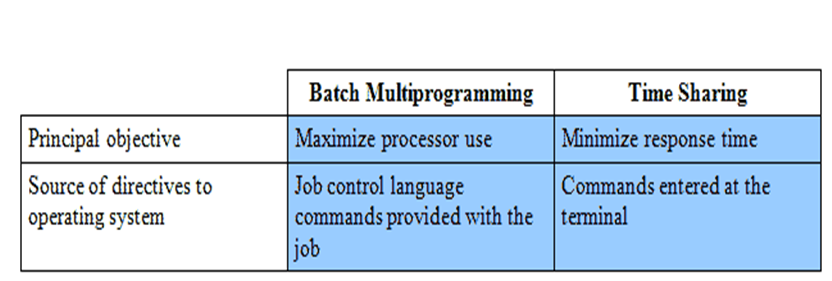 Batch Multiprogramming Time Sharing
Principal objective Maximize processor use Minimize response time
Source of directives to operating system Job control language commands provided with the job Commands entered at the terminal